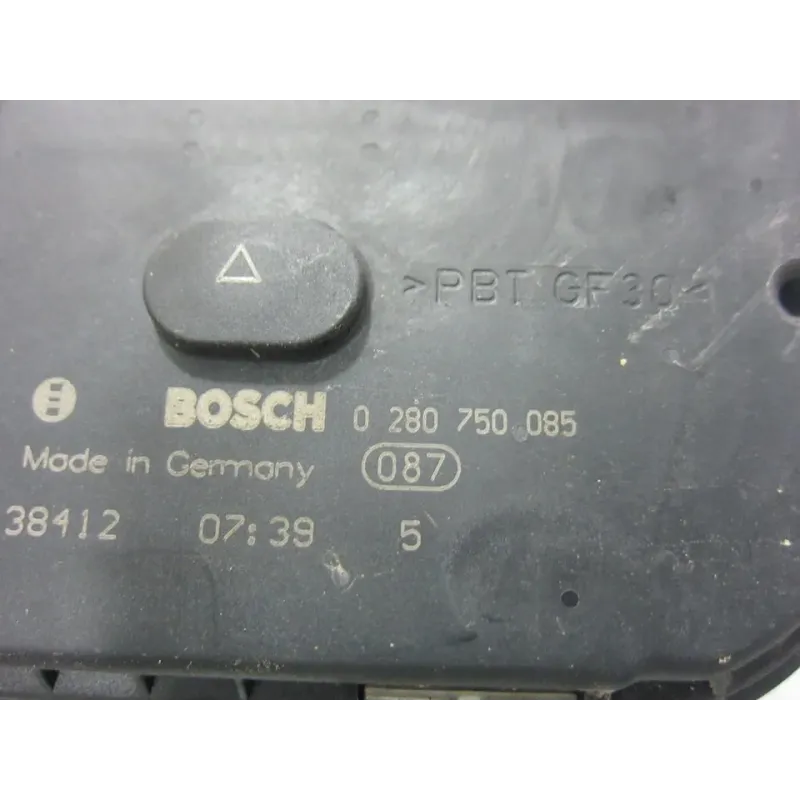 >PBT GF30<
BOSCH 0 280 750 085
Made in Germany 087
38412 07:39 5